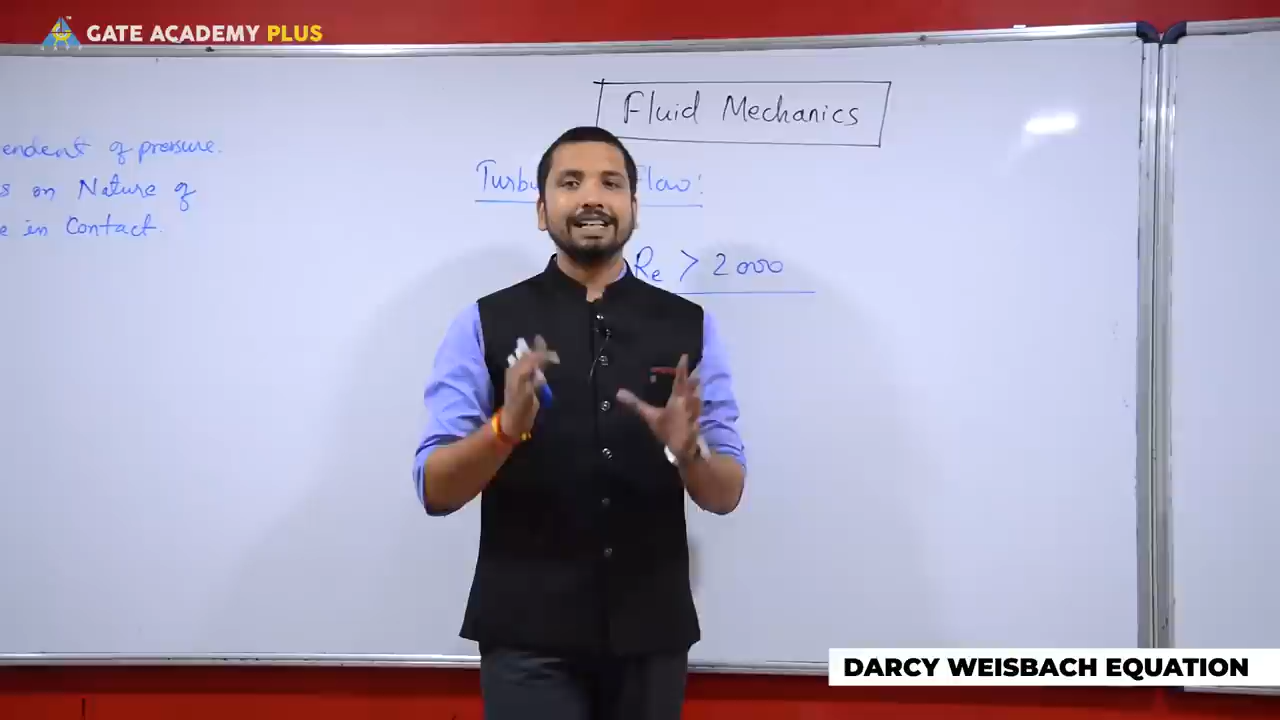 GATE ACADEMY PLUS
Fluid Mechanics
endent of pressure.
s on Nature of
e in Contact.
Turbu Flow:
Re > 2000
DARCY WEISBACH EQUATION